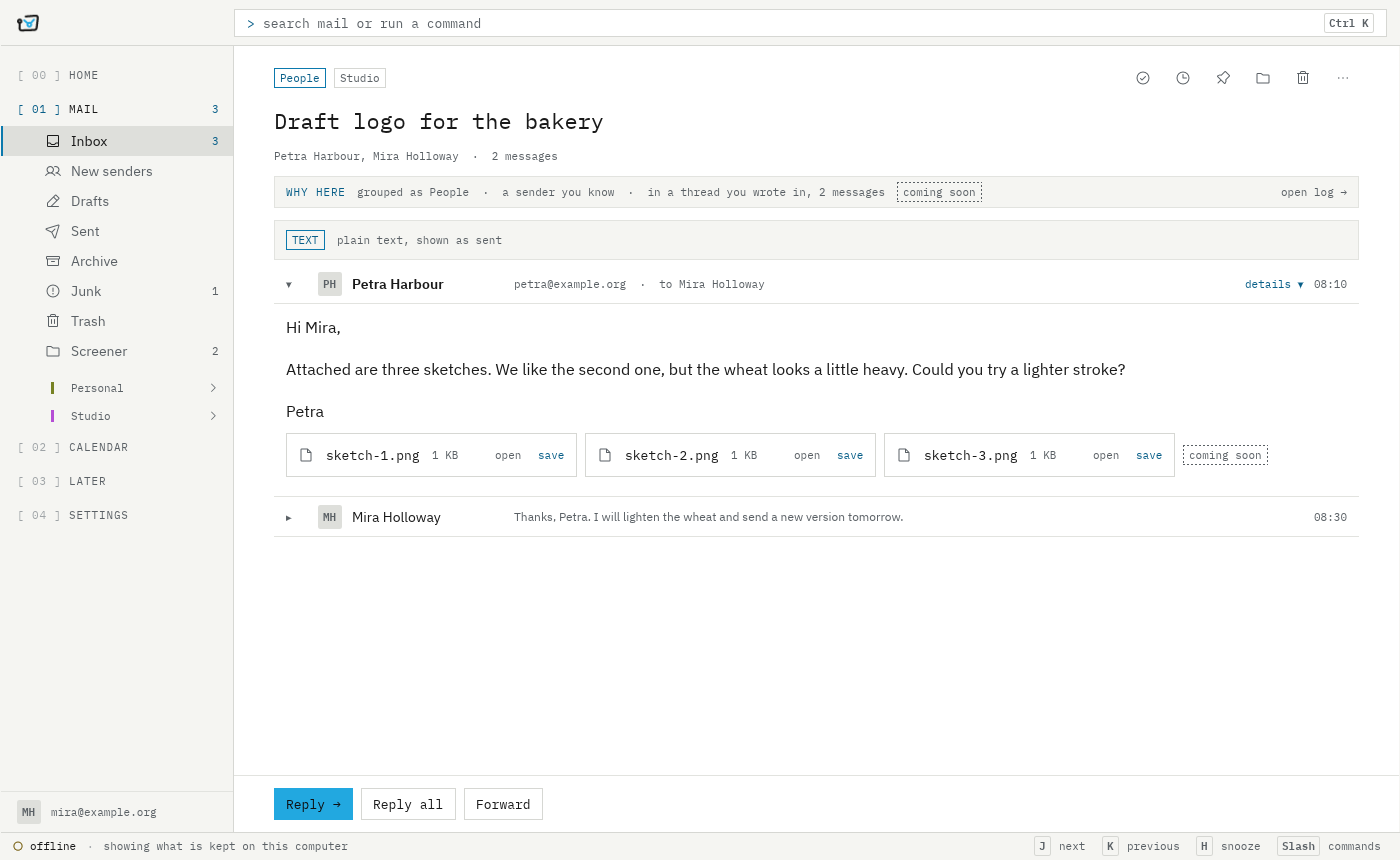 > search mail or run a command Ctrl K
[ 00 ] HOME
[ 01 ] MAIL 3
Inbox 3
New senders
Drafts
Sent
Archive
Junk 1
Trash
Screener 2
Personal
Studio
[ 02 ] CALENDAR
[ 03 ] LATER
[ 04 ] SETTINGS
MH mira@example.org
People Studio ···
Draft logo for the bakery
Petra Harbour, Mira Holloway · 2 messages
WHY HERE grouped as People · a sender you know · in a thread you wrote in, 2 messages coming soon open log →
TEXT plain text, shown as sent
▾ PH Petra Harbour petra@example.org · to Mira Holloway details ▾ 08:10
Hi Mira,
Attached are three sketches. We like the second one, but the wheat looks a little heavy. Could you try a lighter stroke?
Petra
sketch-1.png 1 KB open save sketch-2.png 1 KB open save sketch-3.png 1 KB open save coming soon
▸ MH Mira Holloway Thanks, Petra. I will lighten the wheat and send a new version tomorrow. 08:30
Reply → Reply all Forward
offline · showing what is kept on this computer J next K previous H snooze Slash commands